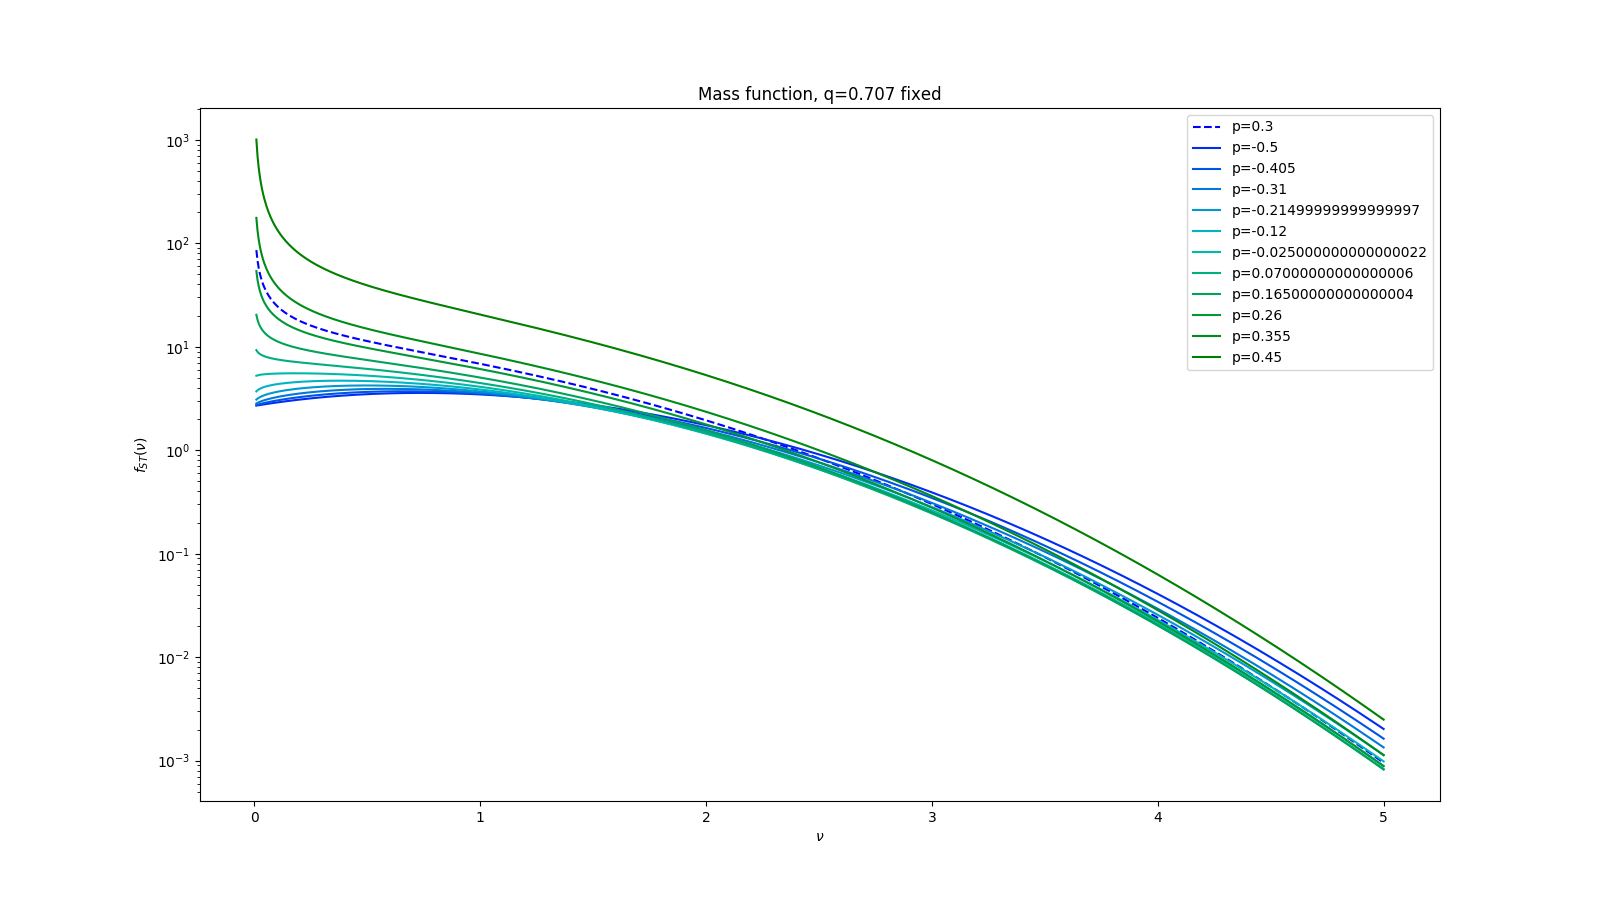 Mass function, q=0.707 fixed
p=0.3
p=-0.5
p=-0.405
p=-0.31
p=-0.21499999999999997
p=-0.12
p=-0.025000000000000022
p=0.07000000000000006
p=0.16500000000000004
p=0.26
p=0.355
p=0.45
10³
10²
10¹
10⁰
10⁻¹
10⁻²
10⁻³
f_ST(ν)
0 1 2 3 4 5
ν